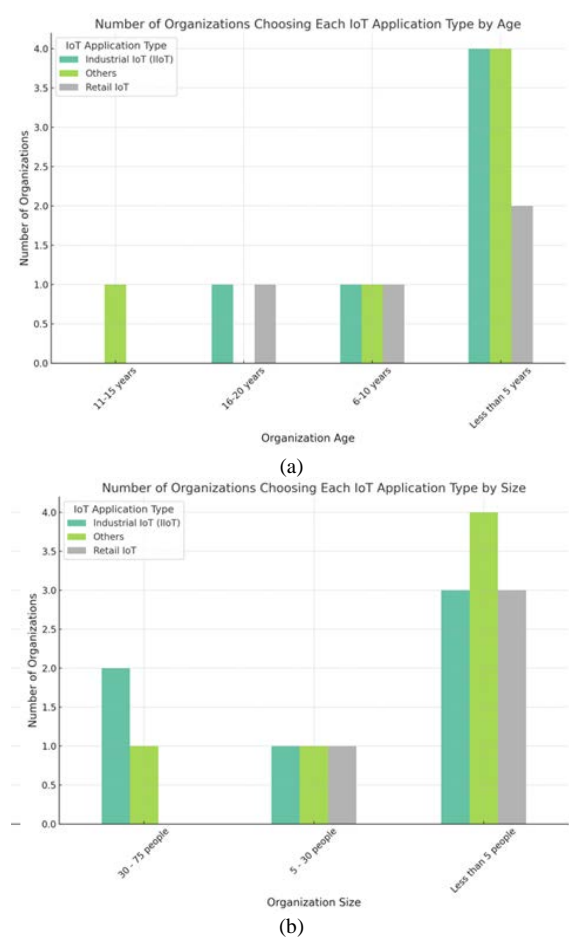 Number of Organizations Choosing Each IoT Application Type by Age
IoT Application Type
Industrial IoT (IIoT)
Others
Retail IoT
Number of Organizations
4.0
3.5
3.0
2.5
2.0
1.5
1.0
0.5
0.0
11-15 years
16-20 years
6-10 years
Less than 5 years
Organization Age
(a)
Number of Organizations Choosing Each IoT Application Type by Size
IoT Application Type
Industrial IoT (IIoT)
Others
Retail IoT
Number of Organizations
4.0
3.5
3.0
2.5
2.0
1.5
1.0
0.5
0.0
30 - 75 people
5 - 30 people
Less than 5 people
Organization Size
(b)